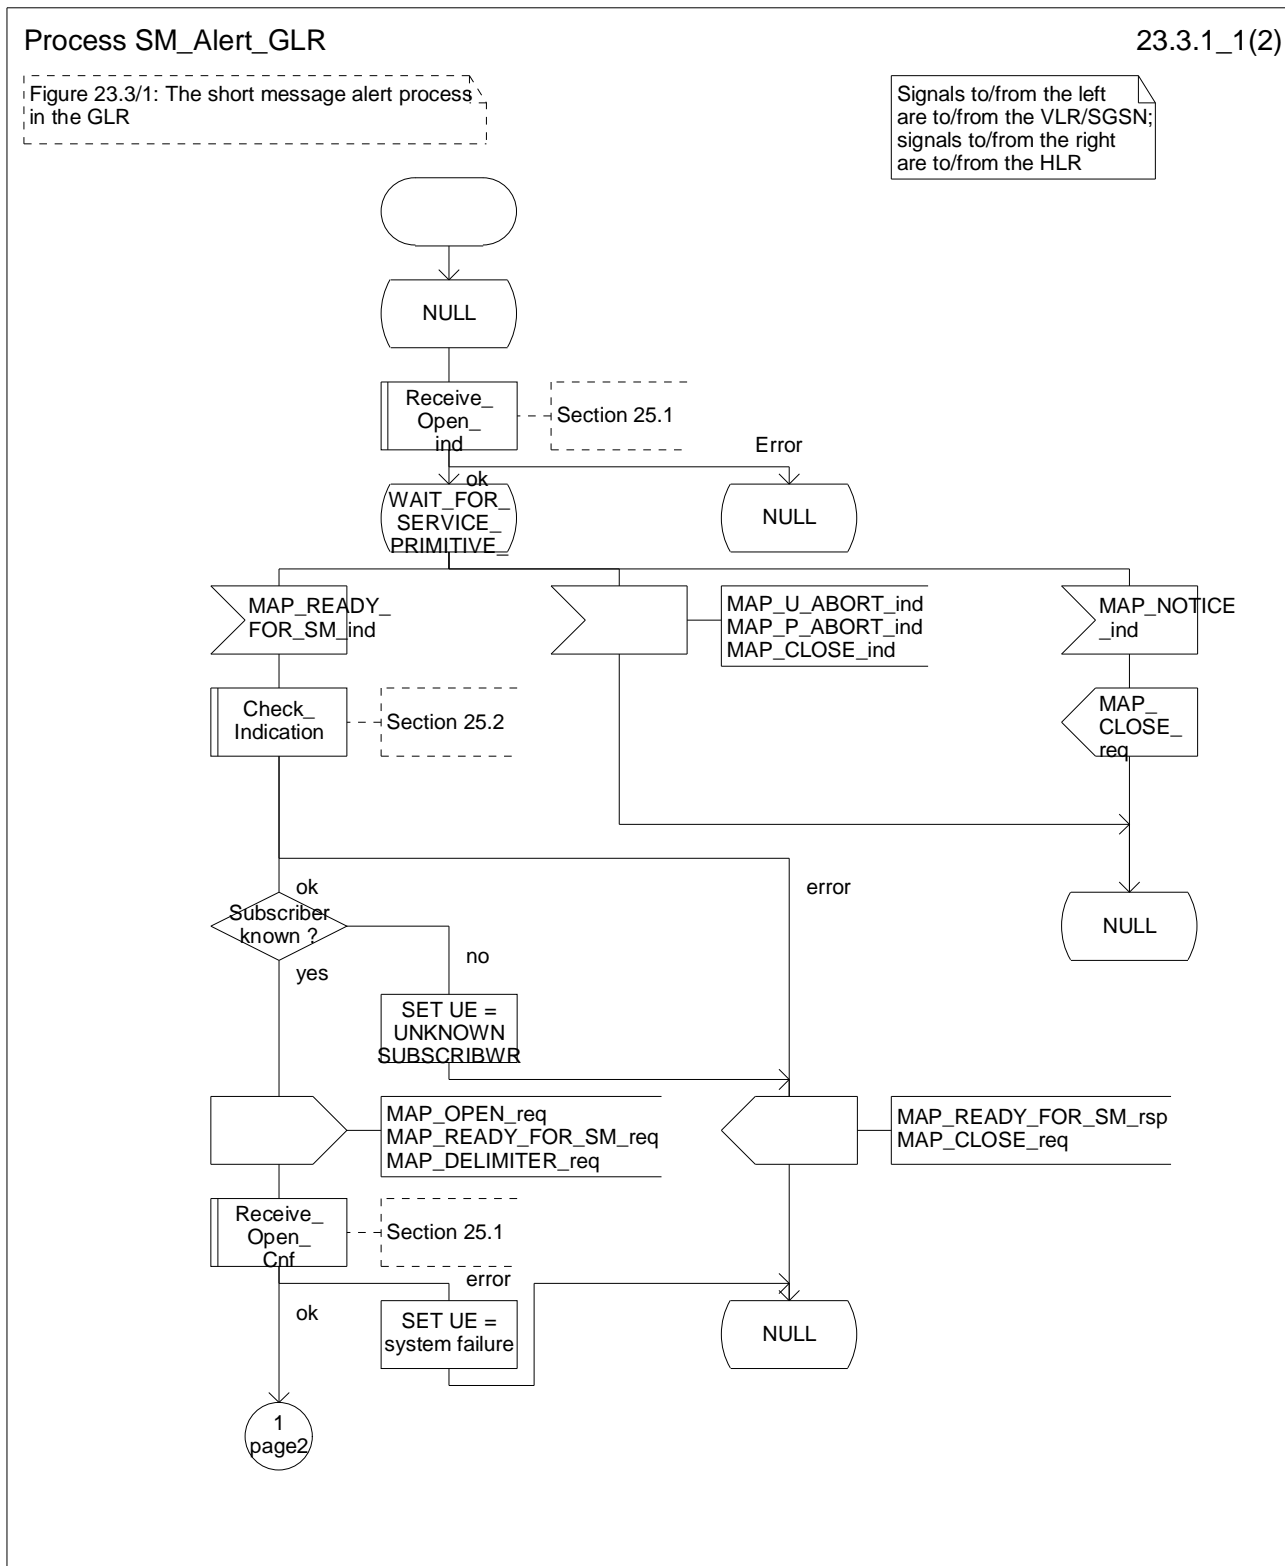 Process SM_Alert_GLR
23.3.1_1(2)
Figure 23.3/1: The short message alert process
in the GLR
Signals to/from the left
are to/from the VLR/SGSN;
signals to/from the right
are to/from the HLR
NULL
Receive_
Open_
ind
Section 25.1
Error
ok
WAIT_FOR_
SERVICE_
PRIMITIVE_
NULL
MAP_READY_
FOR_SM_ind
MAP_U_ABORT_ind
MAP_P_ABORT_ind
MAP_CLOSE_ind
MAP_NOTICE
_ind
Check_
Indication
Section 25.2
MAP_
CLOSE_
req
ok
error
Subscriber
known ?
NULL
no
yes
SET UE =
UNKNOWN
SUBSCRIBWR
MAP_OPEN_req
MAP_READY_FOR_SM_req
MAP_DELIMITER_req
MAP_READY_FOR_SM_rsp
MAP_CLOSE_req
Receive_
Open_
Cnf
Section 25.1
error
ok
SET UE =
system failure
NULL
1
page2